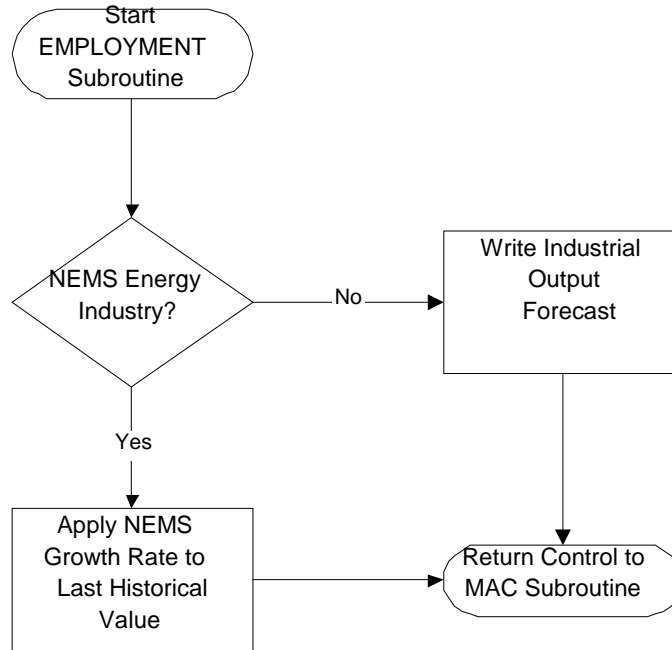 Start
EMPLOYMENT
Subroutine
NEMS Energy
Industry?
No
Write Industrial
Output
Forecast
Yes
Apply NEMS
Growth Rate to
Last Historical
Value
Return Control to
MAC Subroutine